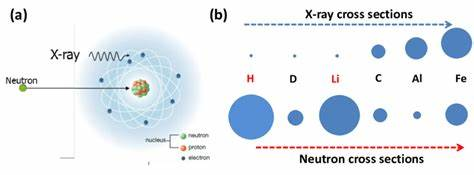 (a)
X-ray
Neutron
nucleus
neutron
proton
electron
(b)
X-ray cross sections
H D Li C Al Fe
Neutron cross sections